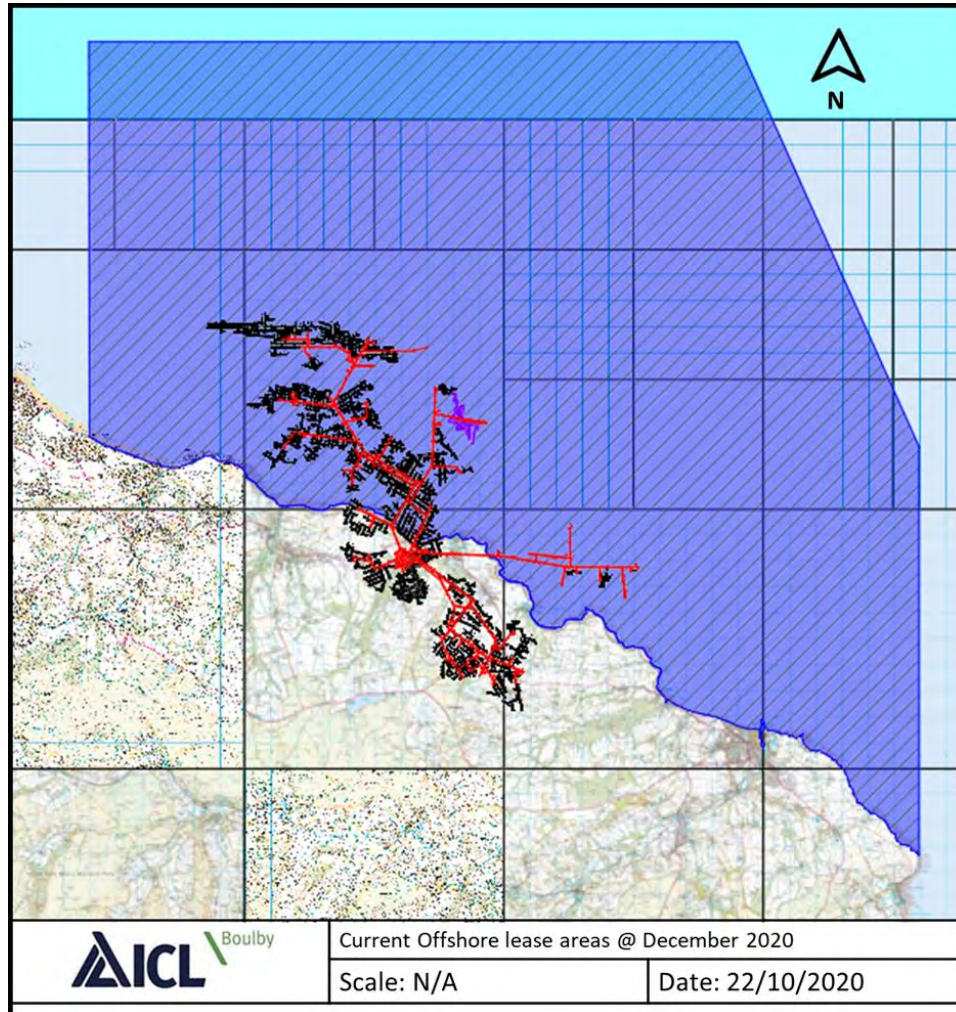 N
ICL Boulby
Current Offshore lease areas @ December 2020
Scale: N/A
Date: 22/10/2020